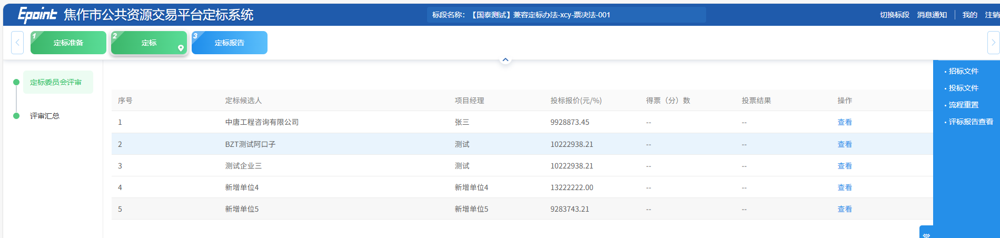 Epoint 焦作市公共资源交易平台定标系统 标段名称：【国泰测试】兼容定标办法-xcy-票决法-001 切换标段 消息通知 我的 注销
1 定标准备 2 定标 3 定标报告
定标委员会评审
评审汇总
序号 定标候选人 项目经理 投标报价(元/%) 得票（分）数 投票结果 操作
1 中唐工程咨询有限公司 张三 9928873.45 -- -- 查看
2 BZT测试阿口子 测试 10222938.21 -- -- 查看
3 测试企业三 测试 10222938.21 -- -- 查看
4 新增单位4 新增单位4 13222222.00 -- -- 查看
5 新增单位5 新增单位5 9283743.21 -- -- 查看
· 招标文件
· 投标文件
· 流程重置
· 评标报告查看